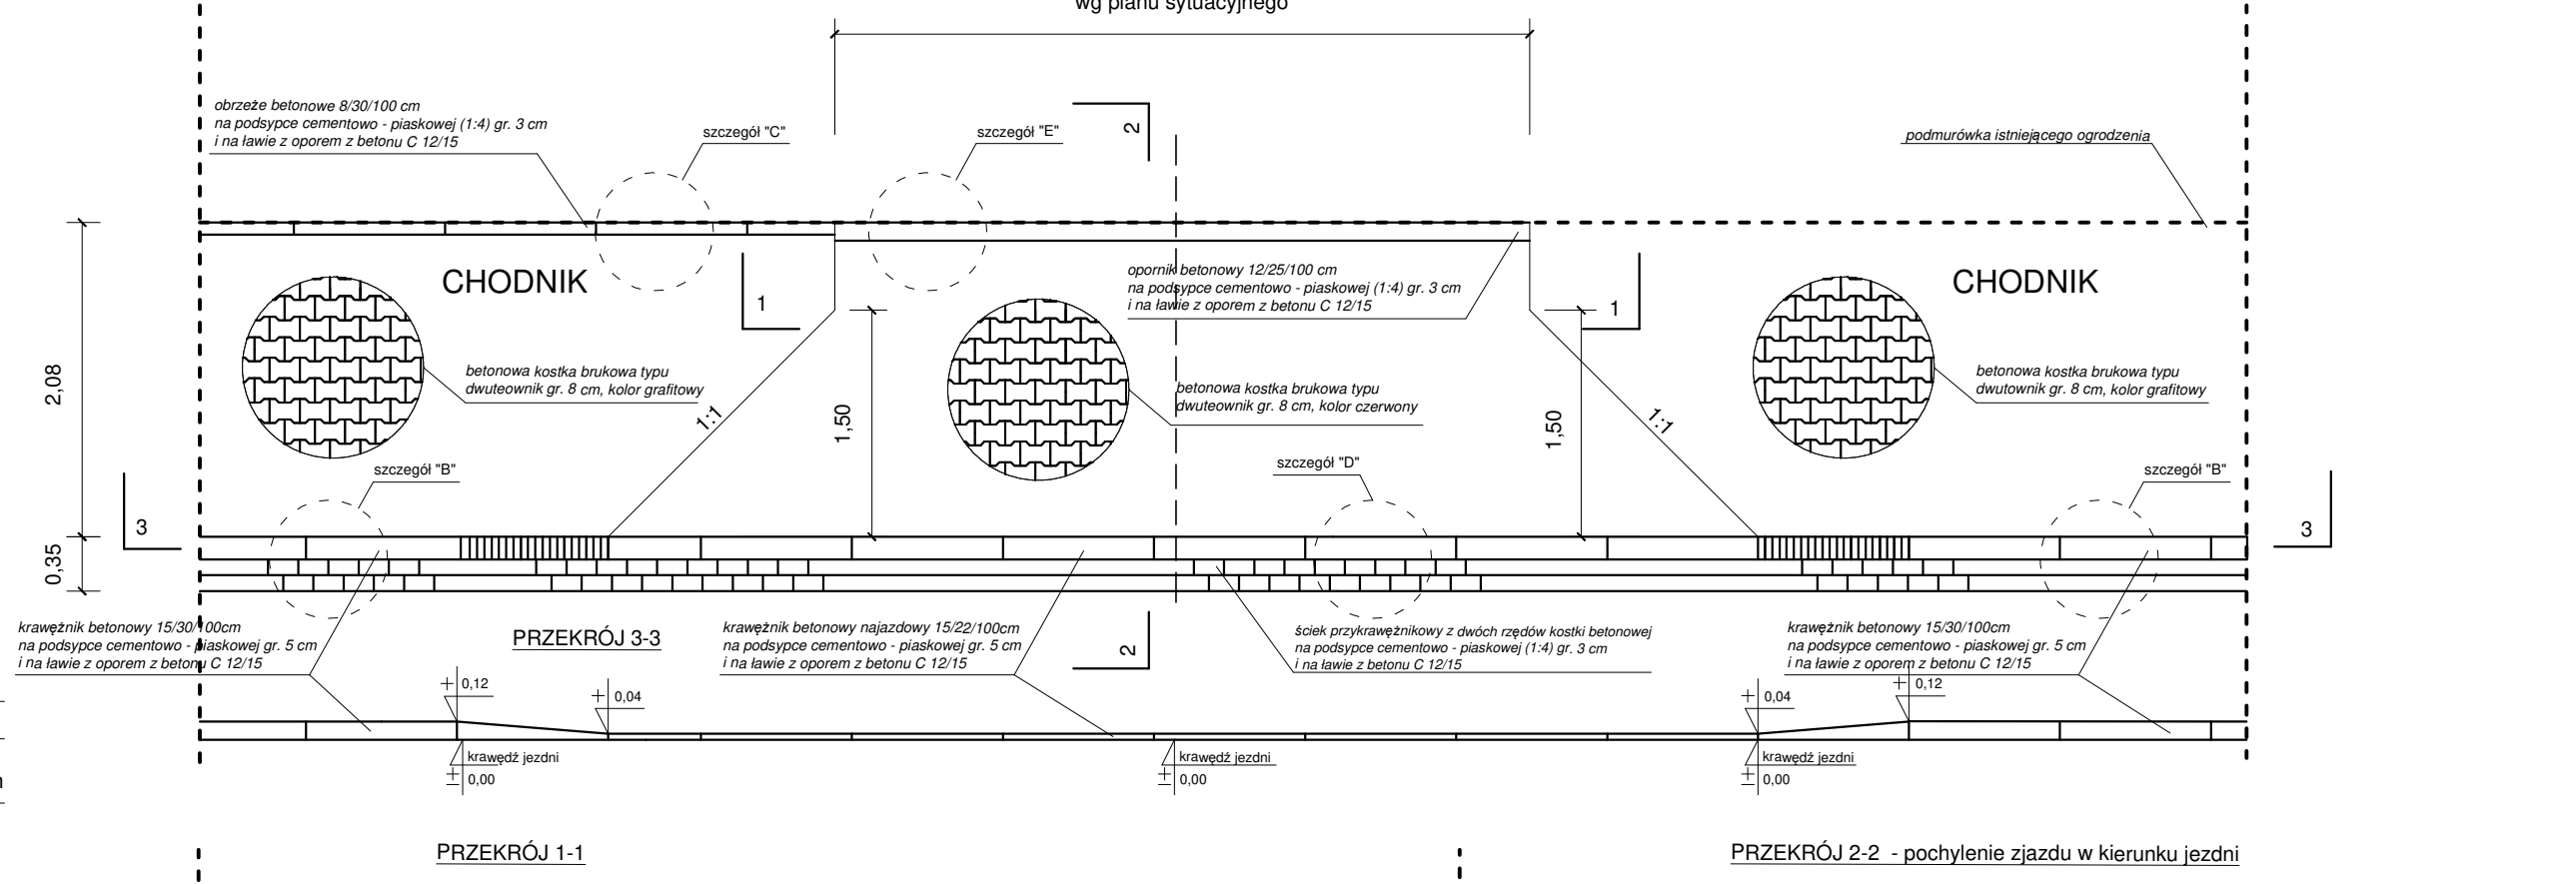 wg planu sytuacyjnego
obrzeże betonowe 8/30/100 cm
na podsypce cementowo - piaskowej (1:4) gr. 3 cm
i na ławie z oporem z betonu C 12/15
szczegół "C"
szczegół "E"
2
podmurówka istniejącego ogrodzenia
CHODNIK
1
opornik betonowy 12/25/100 cm
na podsypce cementowo - piaskowej (1:4) gr. 3 cm
i na ławie z oporem z betonu C 12/15
1
CHODNIK
2,08
betonowa kostka brukowa typu
dwuteownik gr. 8 cm, kolor grafitowy
1:1
1,50
betonowa kostka brukowa typu
dwuteownik gr. 8 cm, kolor czerwony
1,50
1:1
betonowa kostka brukowa typu
dwutownik gr. 8 cm, kolor grafitowy
szczegół "B"
szczegół "D"
szczegół "B"
3
3
0,35
krawężnik betonowy 15/30/100cm
na podsypce cementowo - piaskowej gr. 5 cm
i na ławie z oporem z betonu C 12/15
PRZEKRÓJ 3-3
krawężnik betonowy najazdowy 15/22/100cm
na podsypce cementowo - piaskowej gr. 5 cm
i na ławie z oporem z betonu C 12/15
2
ściek przykrawężnikowy z dwóch rzędów kostki betonowej
na podsypce cementowo - piaskowej (1:4) gr. 3 cm
i na ławie z betonu C 12/15
krawężnik betonowy 15/30/100cm
na podsypce cementowo - piaskowej gr. 5 cm
i na ławie z oporem z betonu C 12/15
+ 0,12
+ 0,04
+ 0,04
+ 0,12
krawędź jezdni
± 0,00
krawędź jezdni
± 0,00
krawędź jezdni
± 0,00
PRZEKRÓJ 1-1
PRZEKRÓJ 2-2 - pochylenie zjazdu w kierunku jezdni